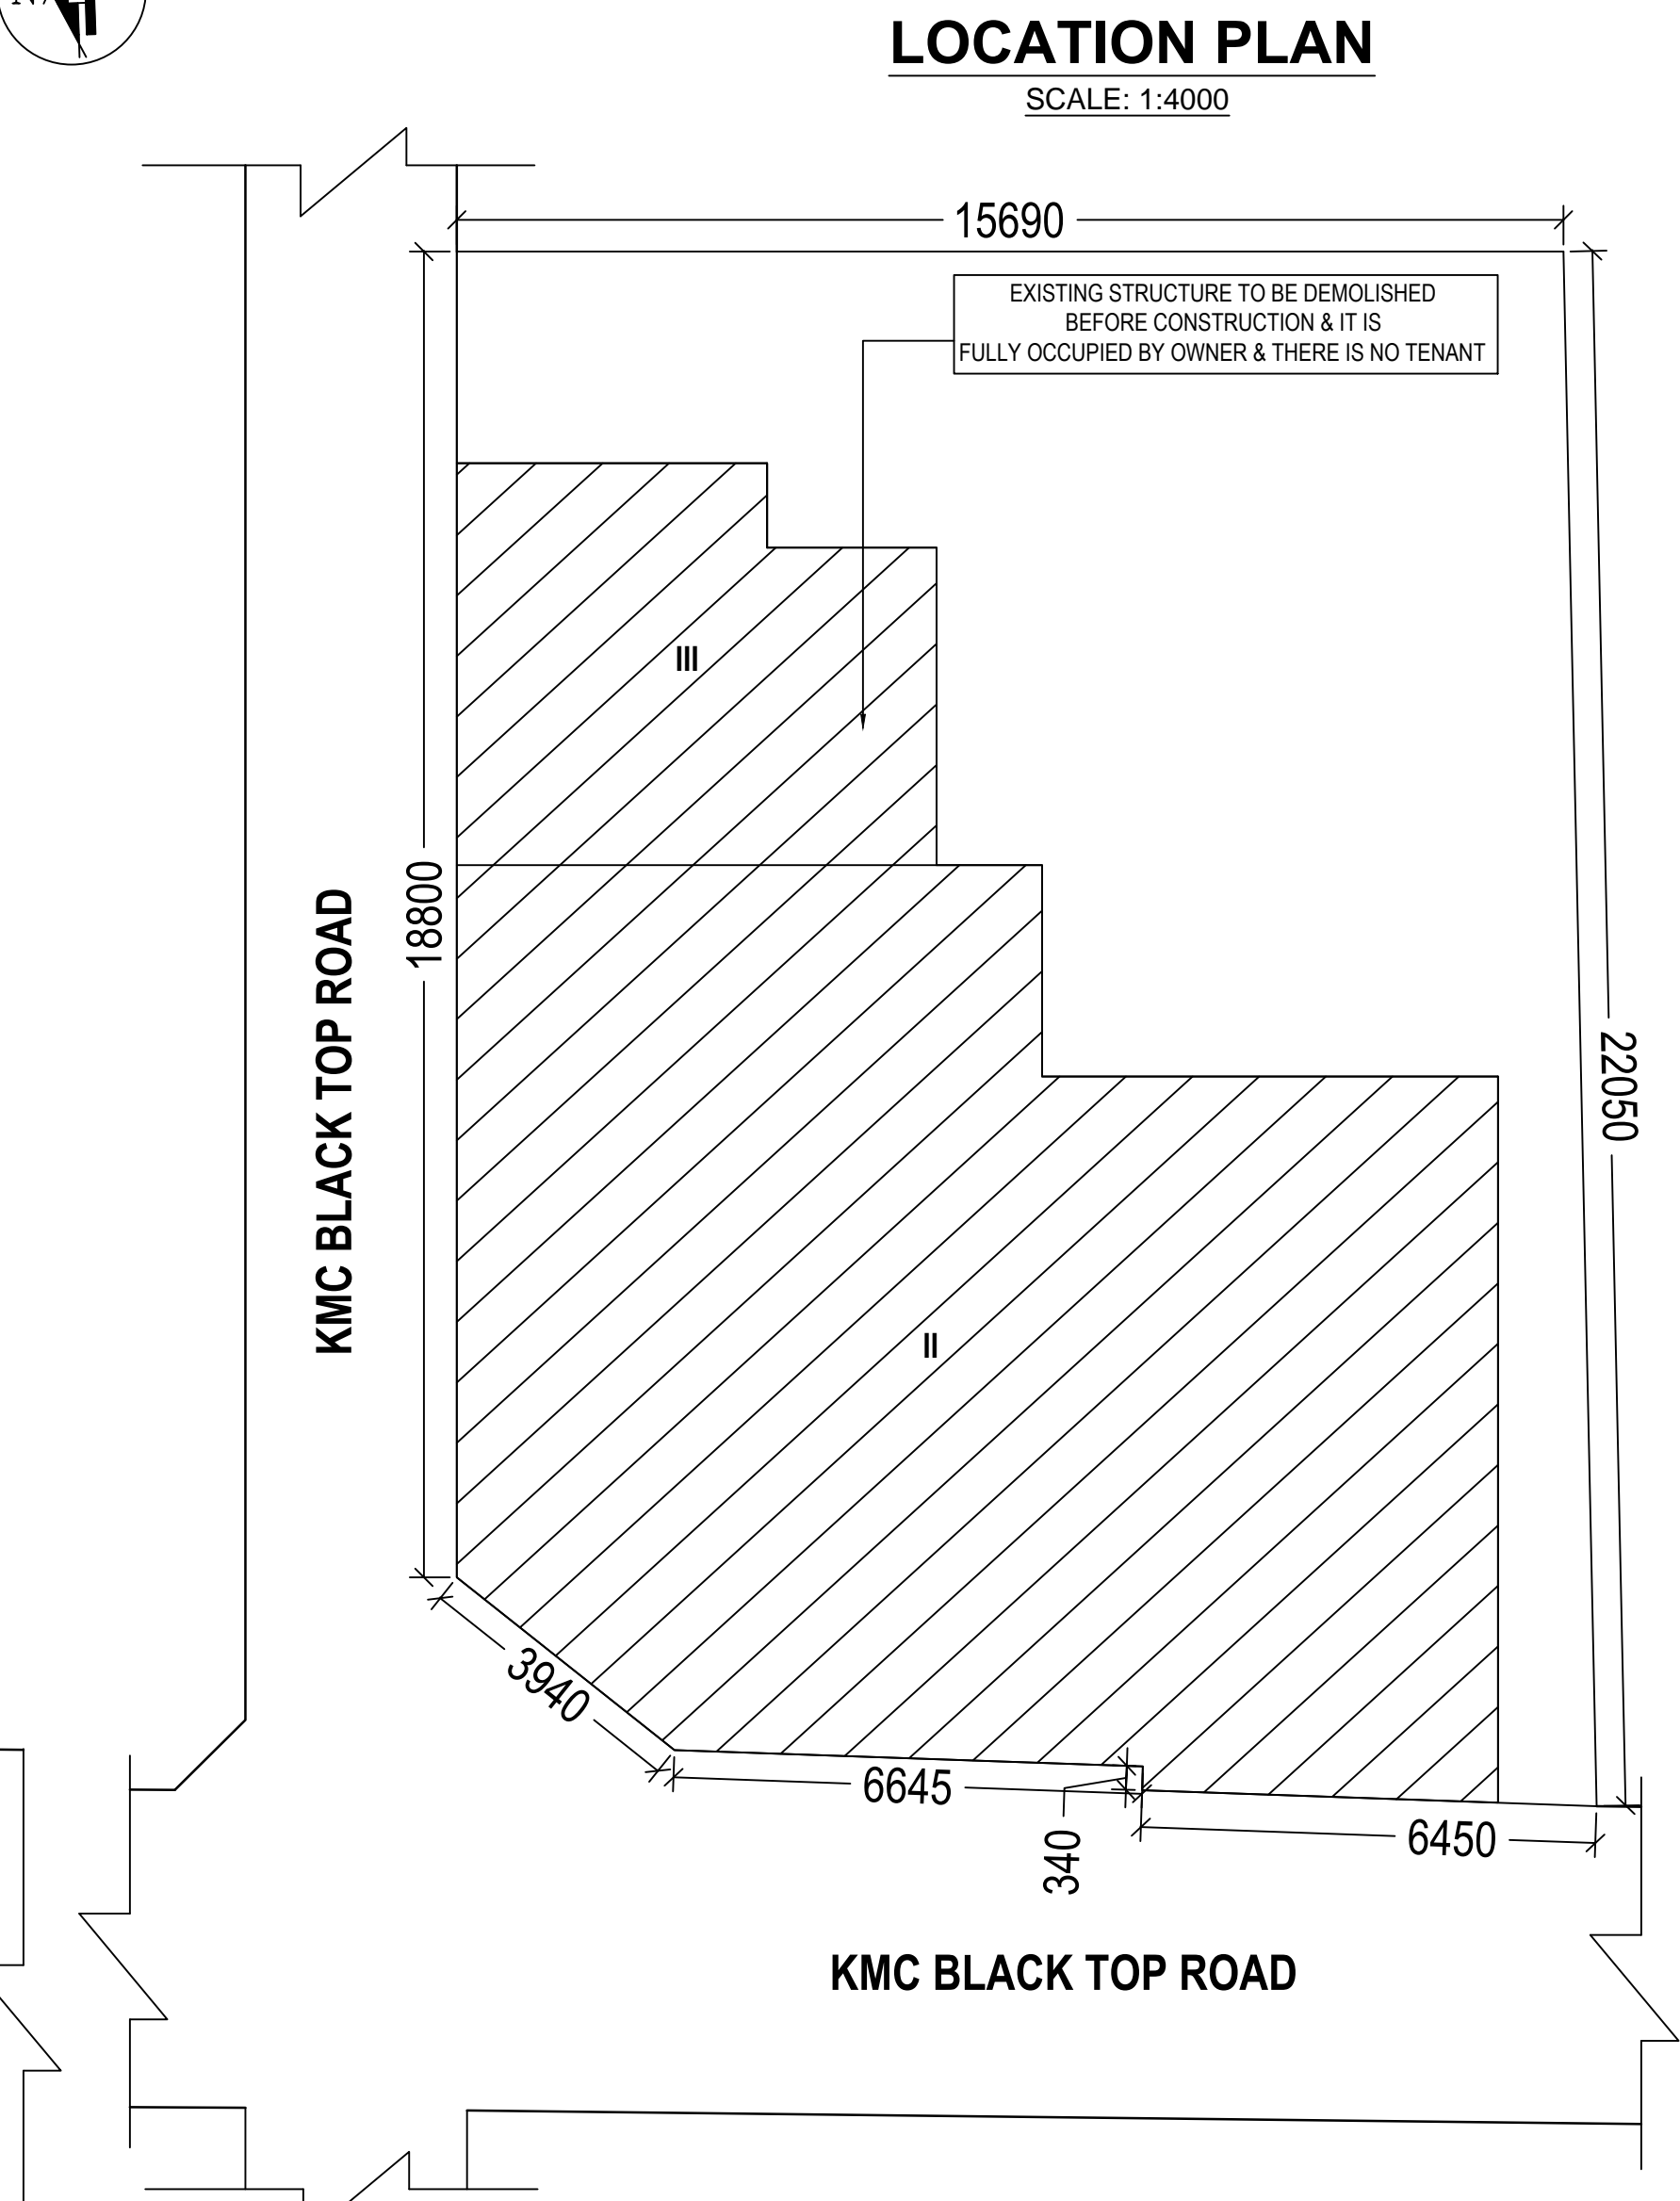 N
LOCATION PLAN
SCALE: 1:4000
15690
EXISTING STRUCTURE TO BE DEMOLISHED
BEFORE CONSTRUCTION & IT IS
FULLY OCCUPIED BY OWNER & THERE IS NO TENANT
III
18800
KMC BLACK TOP ROAD
22050
II
3940
6645
340
6450
KMC BLACK TOP ROAD